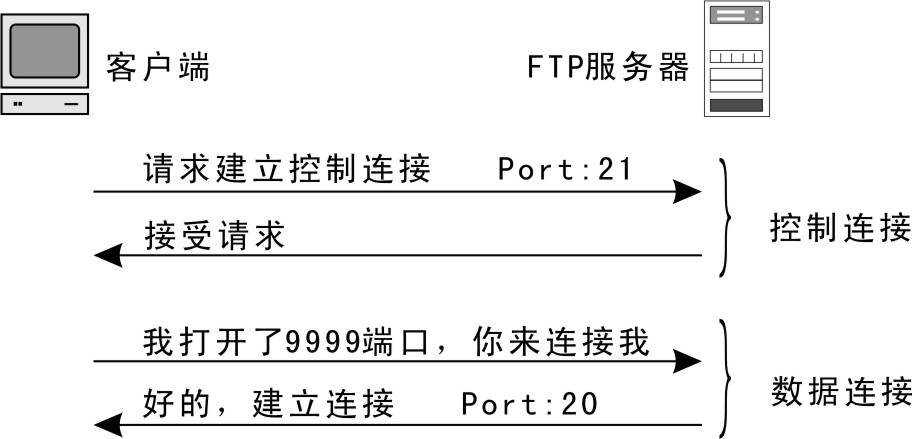 客户端
FTP服务器
请求建立控制连接 Port:21
接受请求
控制连接
我打开了9999端口，你来连接我
好的，建立连接 Port:20
数据连接